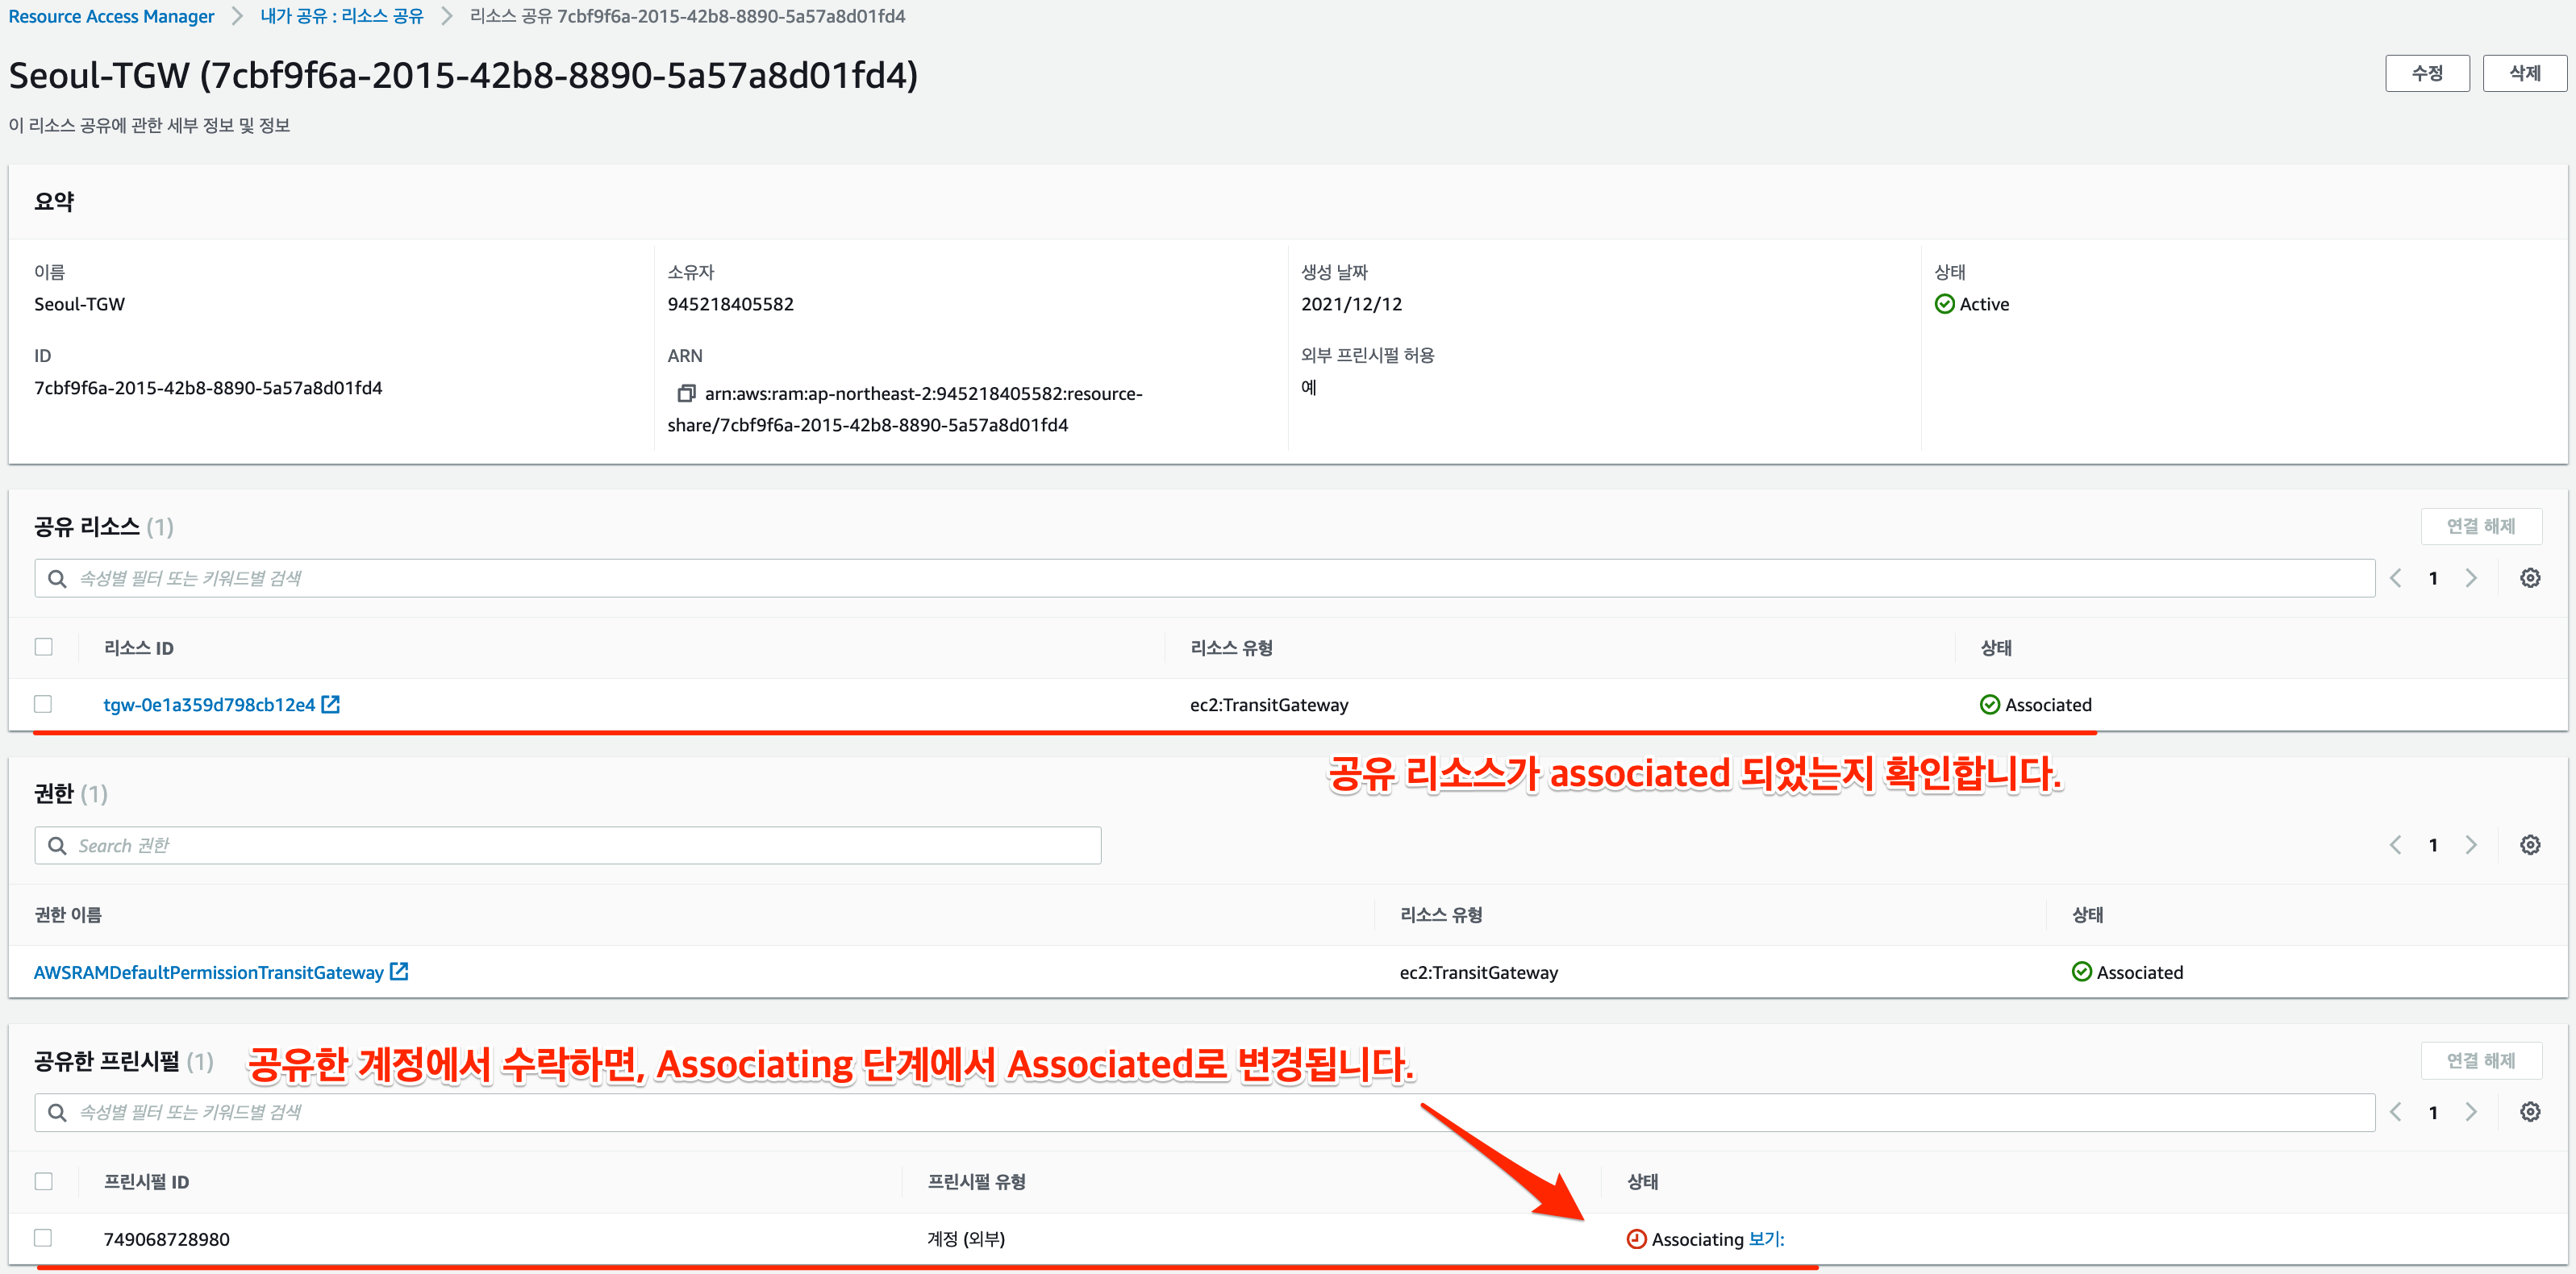 Resource Access Manager > 내가 공유 : 리소스 공유 > 리소스 공유 7cbf9f6a-2015-42b8-8890-5a57a8d01fd4
Seoul-TGW (7cbf9f6a-2015-42b8-8890-5a57a8d01fd4)
수정
삭제
이 리소스 공유에 관한 세부 정보 및 정보
요약
이름
Seoul-TGW
소유자
945218405582
생성 날짜
2021/12/12
상태
Active
ID
7cbf9f6a-2015-42b8-8890-5a57a8d01fd4
ARN
arn:aws:ram:ap-northeast-2:945218405582:resource-
share/7cbf9f6a-2015-42b8-8890-5a57a8d01fd4
외부 프린시펄 허용
예
공유 리소스 (1)
연결 해제
속성별 필터 또는 키워드별 검색
1
리소스 ID
리소스 유형
상태
tgw-0e1a359d798cb12e4
ec2:TransitGateway
Associated
공유 리소스가 associated 되었는지 확인합니다.
권한 (1)
Search 권한
1
권한 이름
리소스 유형
상태
AWSRAMDefaultPermissionTransitGateway
ec2:TransitGateway
Associated
공유한 프린시펄 (1)
공유한 계정에서 수락하면, Associating 단계에서 Associated로 변경됩니다.
연결 해제
속성별 필터 또는 키워드별 검색
1
프린시펄 ID
프린시펄 유형
상태
749068728980
계정 (외부)
Associating 보기: